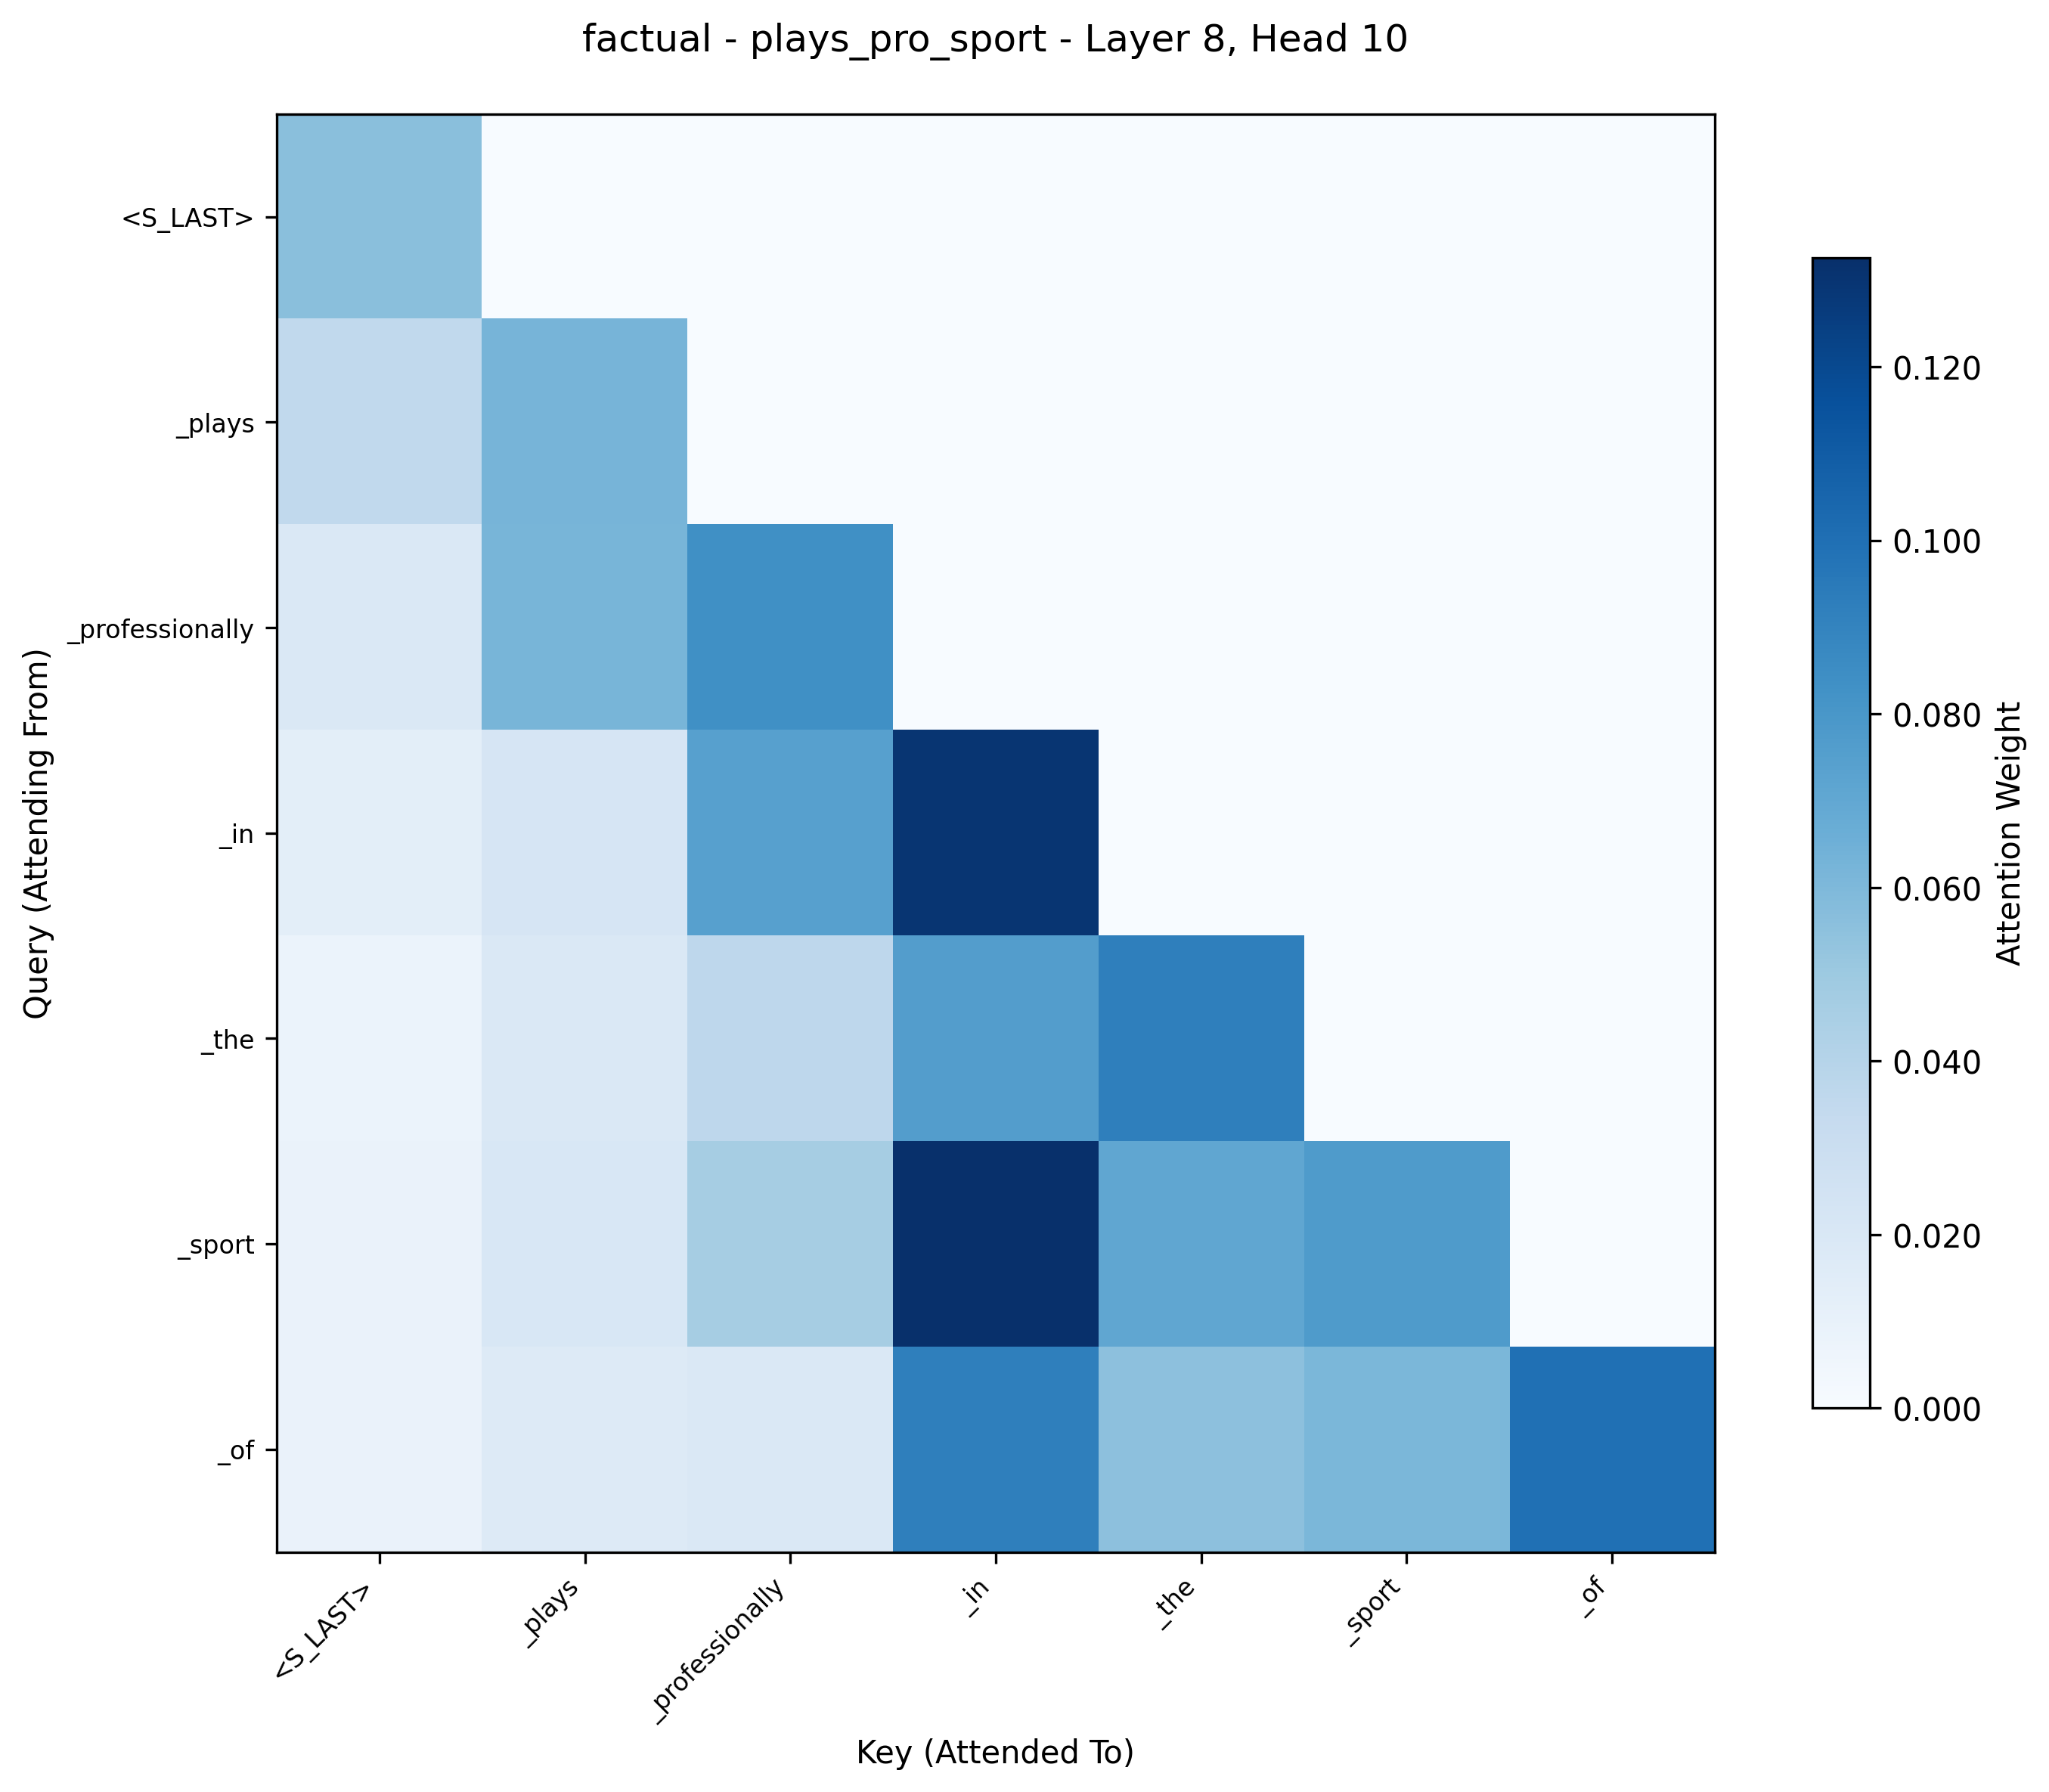 factual - plays_pro_sport - Layer 8, Head 10
Query (Attending From)
<S_LAST>
_plays
_professionally
_in
_the
_sport
_of
<S_LAST>
_plays
_professionally
_in
_the
_sport
_of
Key (Attended To)
0.120
0.100
0.080
0.060
0.040
0.020
0.000
Attention Weight